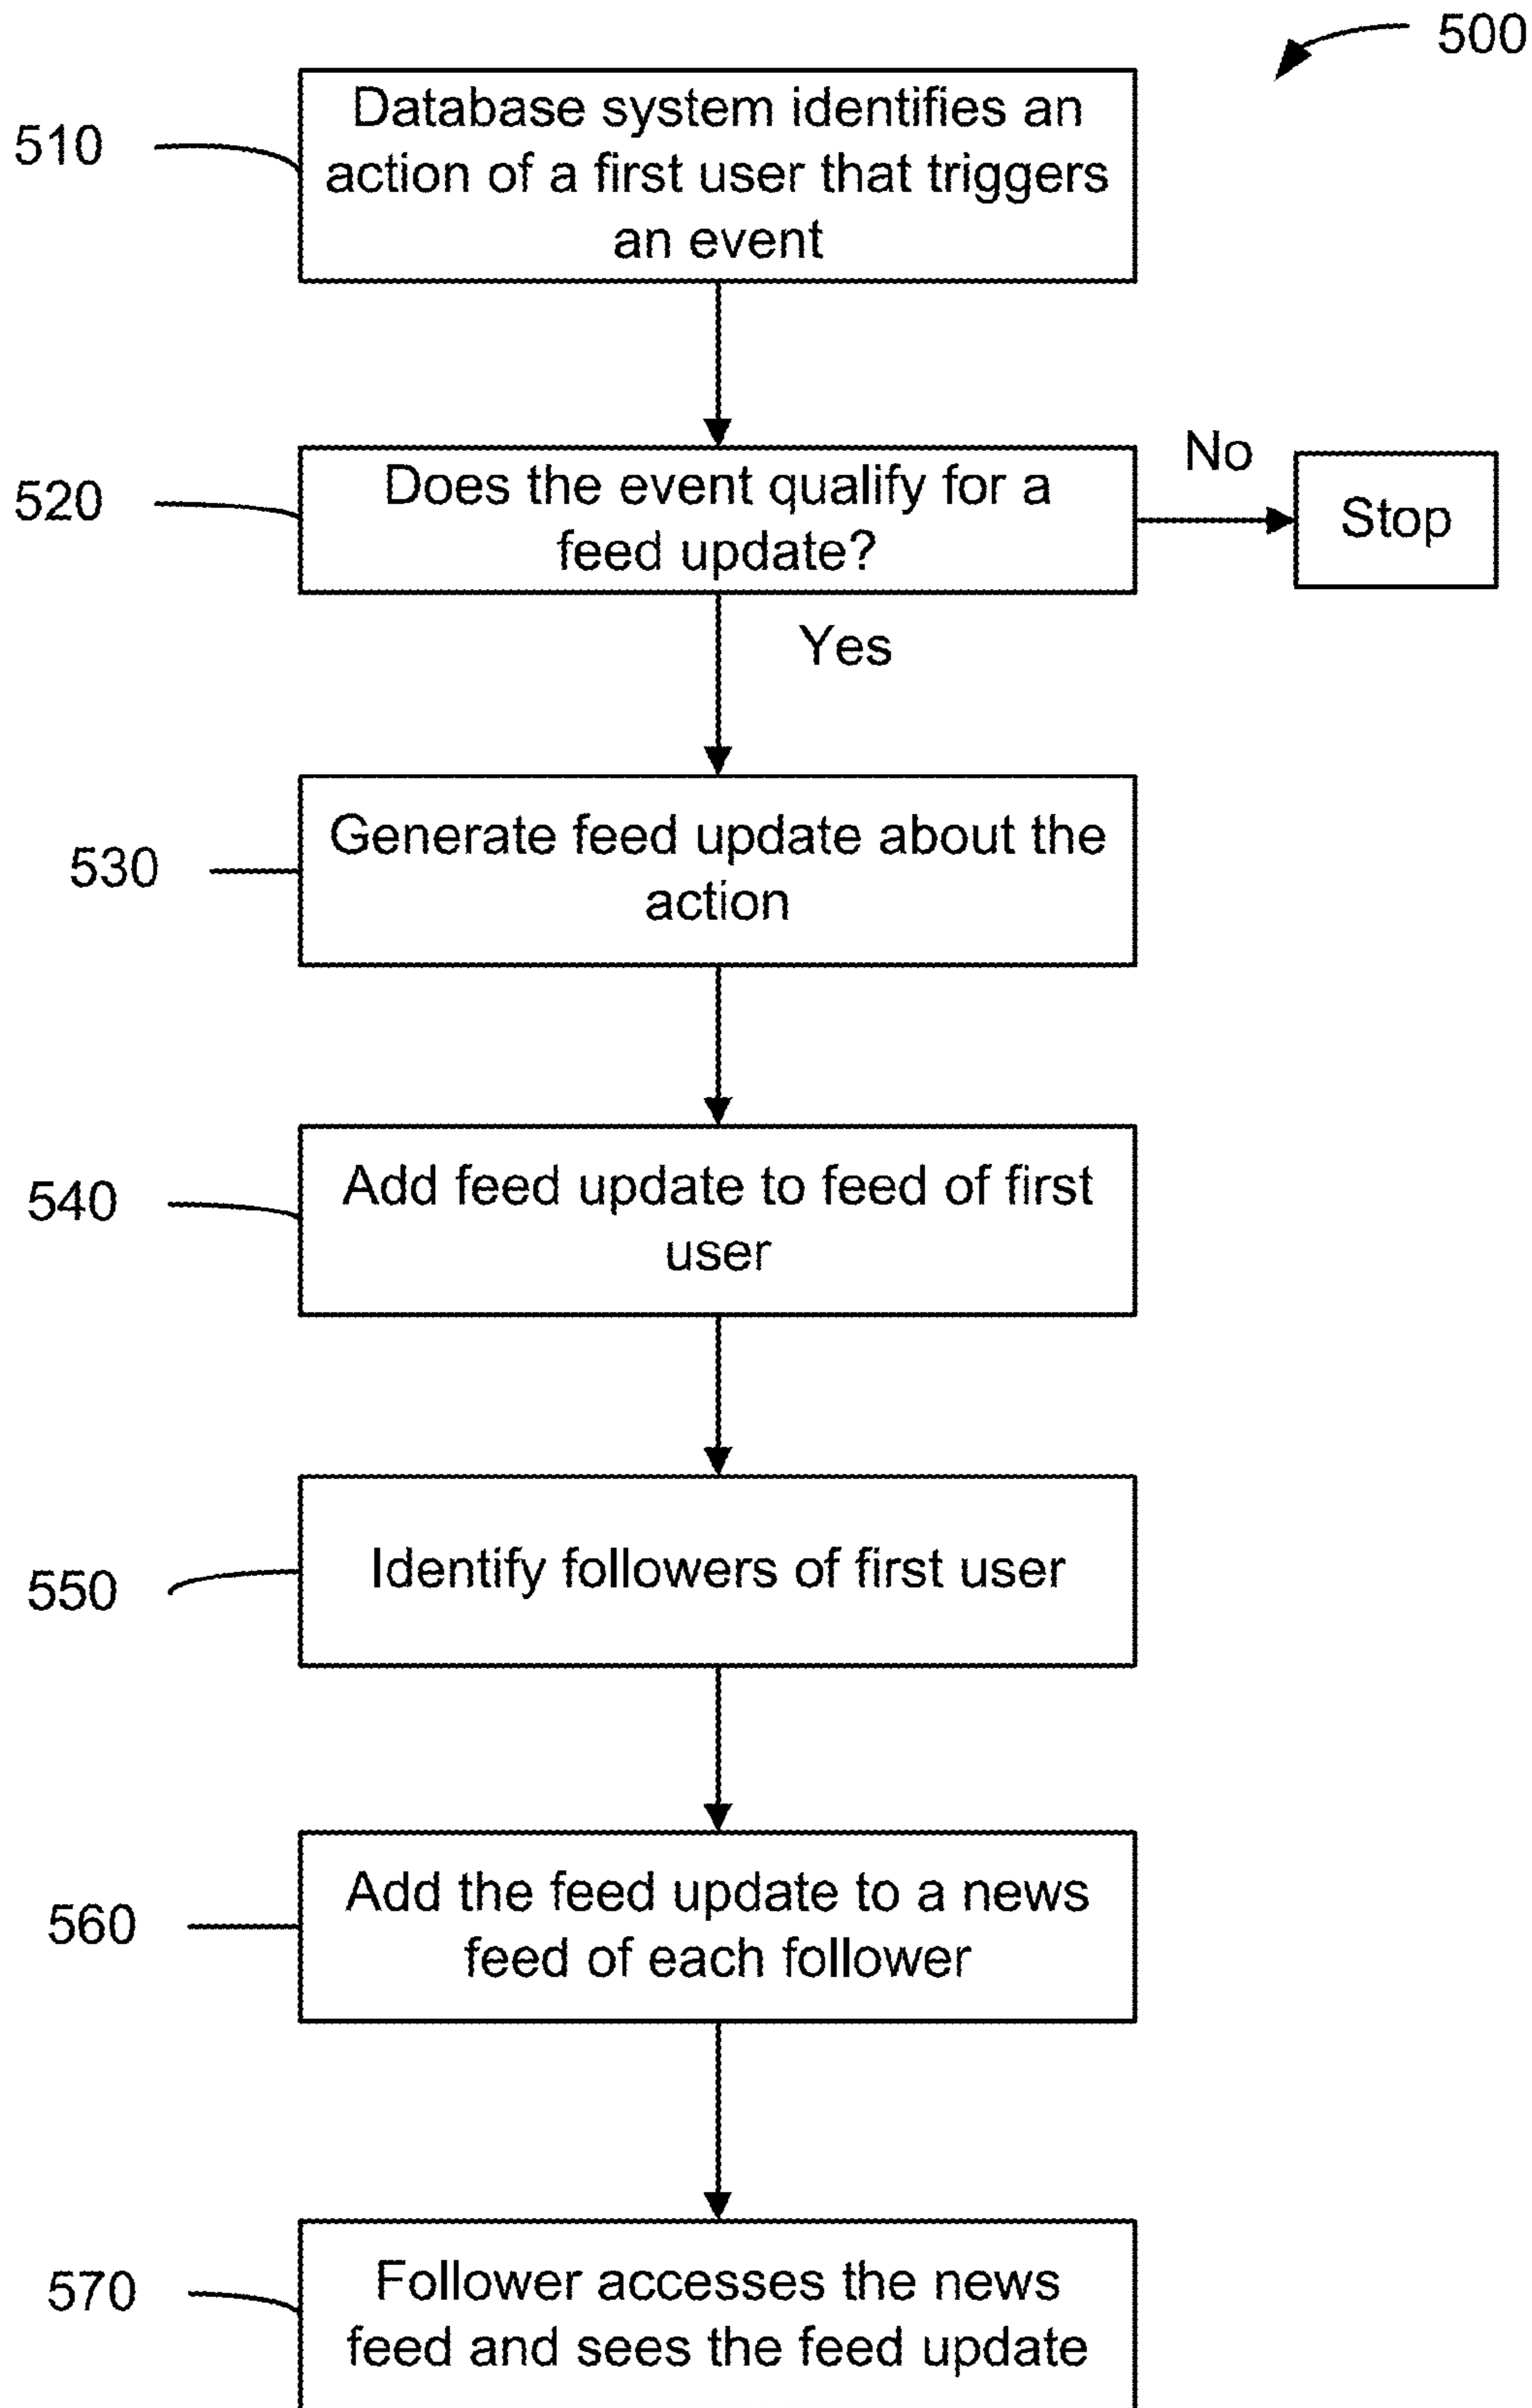 500
510
Database system identifies an
action of a first user that triggers
an event
520
Does the event qualify for a
feed update?
No
Stop
Yes
530
Generate feed update about the
action
540
Add feed update to feed of first
user
550
Identify followers of first user
560
Add the feed update to a news
feed of each follower
570
Follower accesses the news
feed and sees the feed update